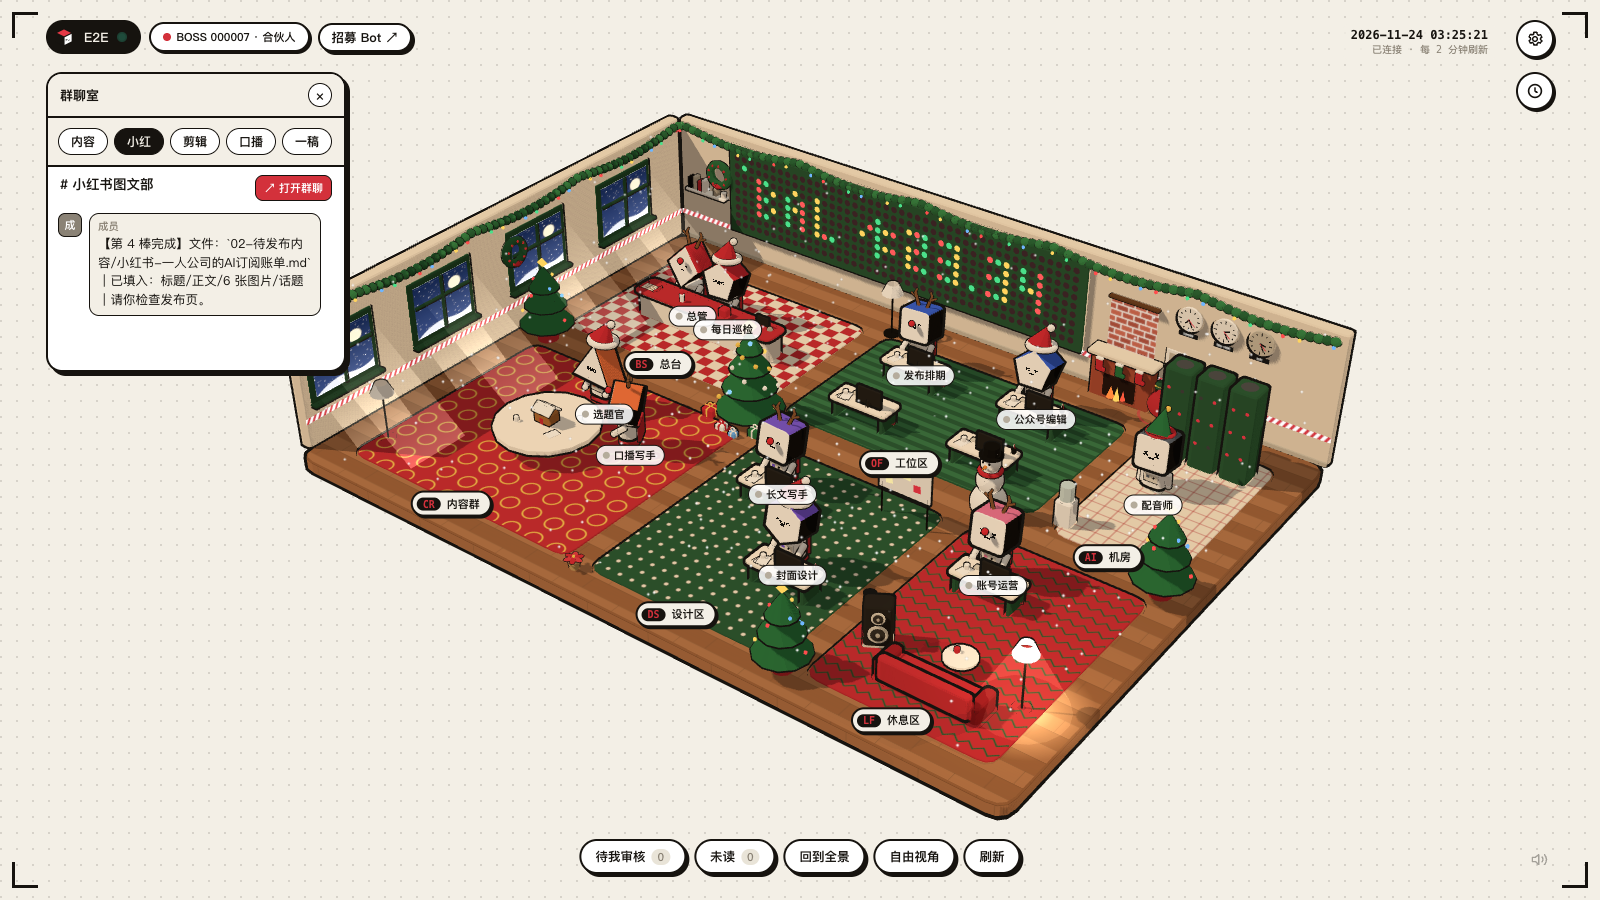 E2E
BOSS 000007 · 合伙人
招募 Bot ↗
2026-11-24 03:25:21
已连接 · 每 2 分钟刷新
群聊室
×
内容
小红
剪辑
口播
一稿
# 小红书图文部
↗ 打开群聊
成
成员
【第 4 棒完成】文件：`02-待发布内
容/小红书-一人公司的AI订阅账单.md`
｜已填入：标题/正文/6 张图片/话题
｜请你检查发布页。
总管
每日巡检
BS 总台
发布排期
公众号编辑
选题官
口播写手
OF 工位区
长文写手
CR 内容群
配音师
AI 机房
封面设计
账号运营
DS 设计区
LF 休息区
待我审核 0
未读 0
回到全景
自由视角
刷新